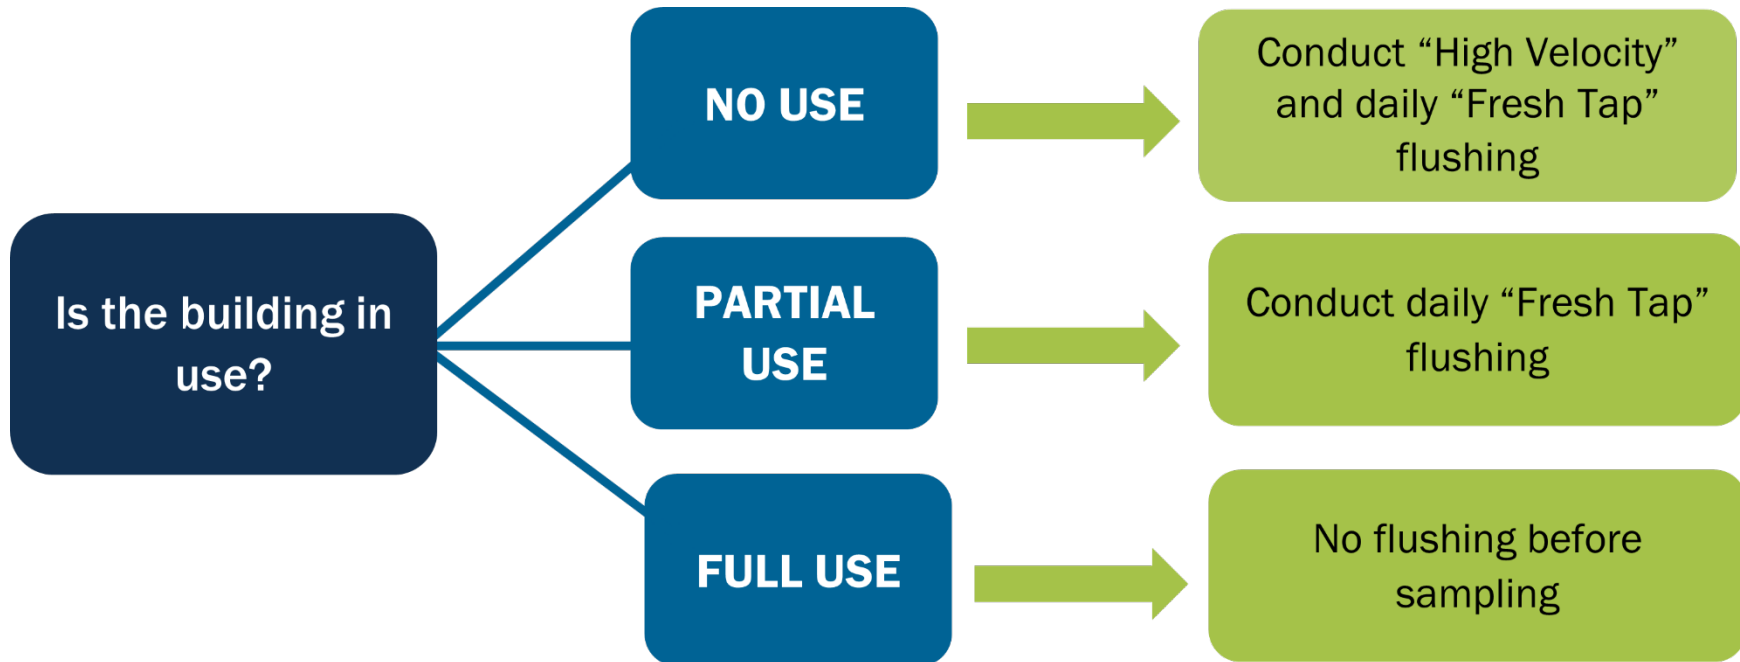 Is the building in
use?
NO USE
Conduct “High Velocity”
and daily “Fresh Tap”
flushing
PARTIAL
USE
Conduct daily “Fresh Tap”
flushing
FULL USE
No flushing before
sampling